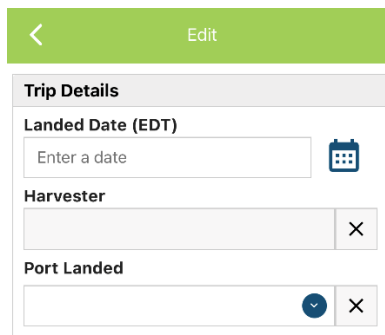 Edit
Trip Details
Landed Date (EDT)
Enter a date
Harvester
Port Landed